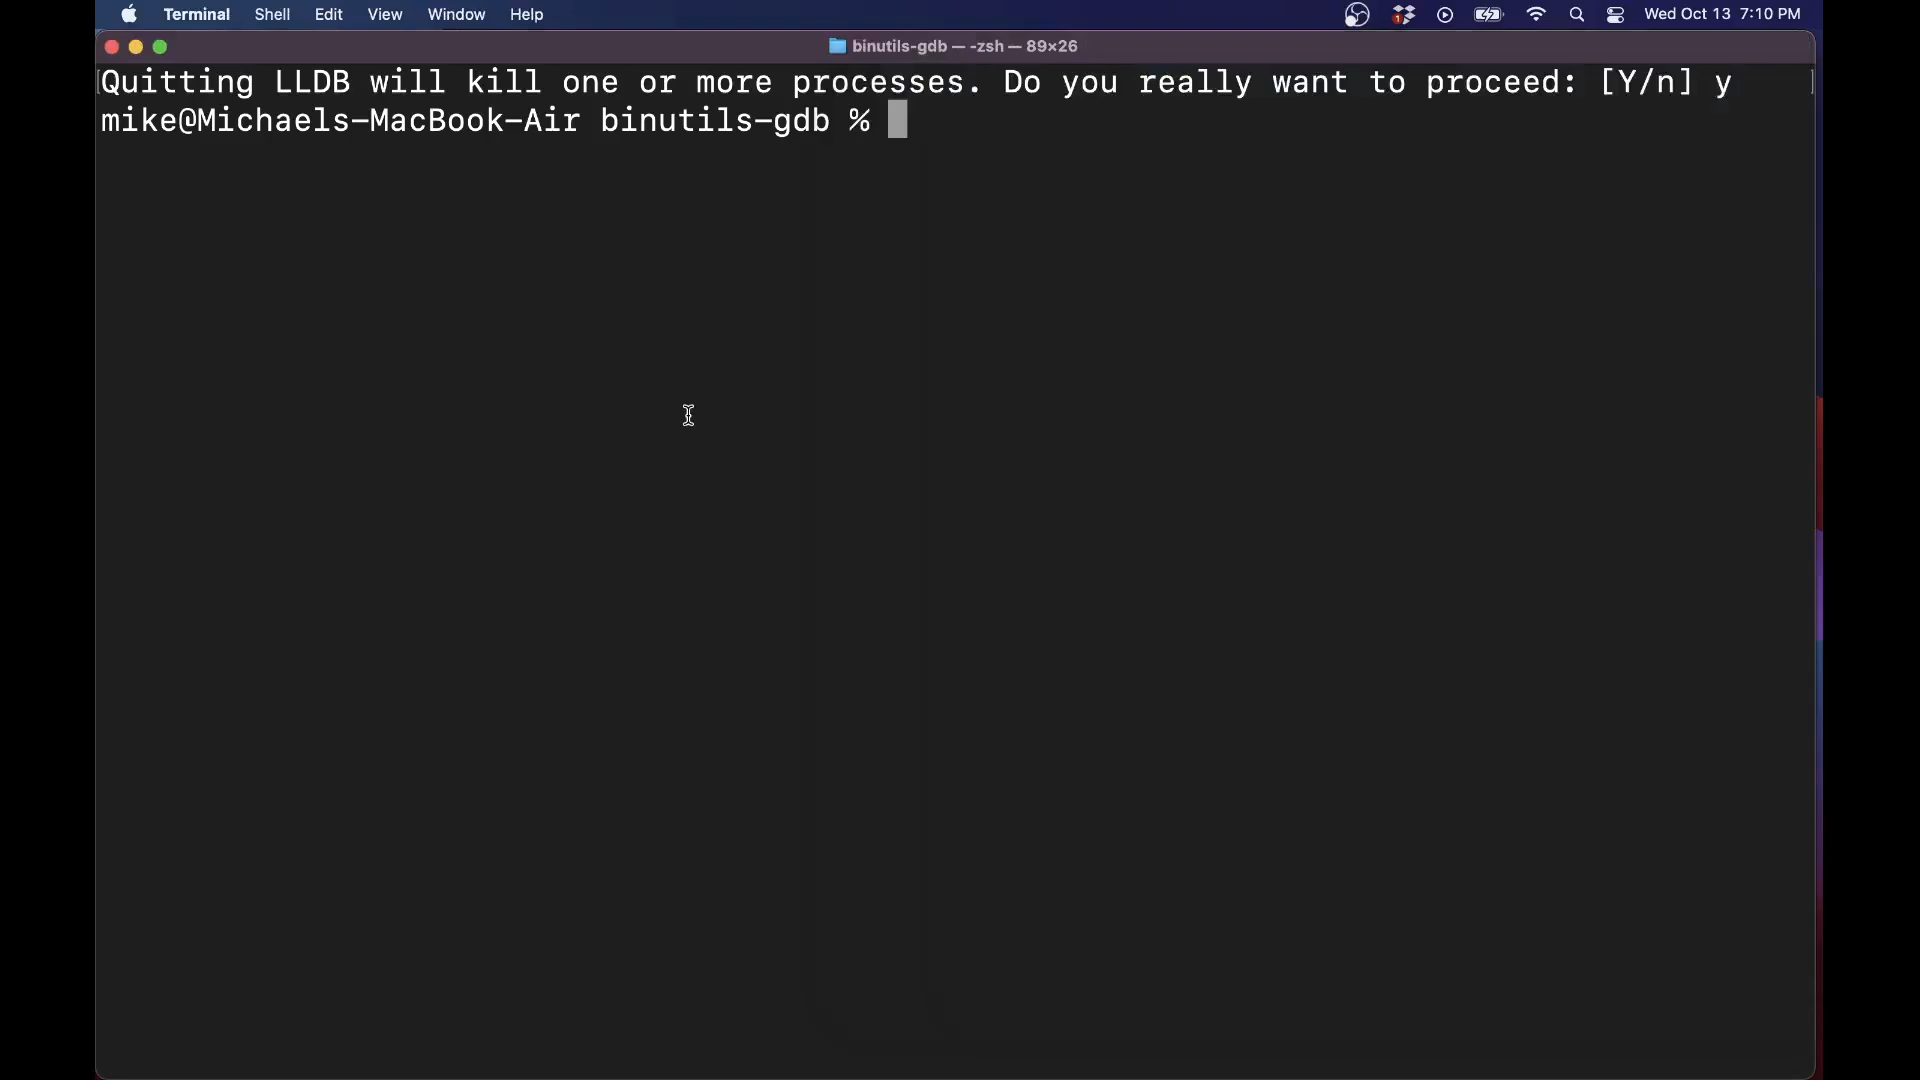 Terminal Shell Edit View Window Help 1 Wed Oct 13 7:10 PM
binutils-gdb — -zsh — 89×26
Quitting LLDB will kill one or more processes. Do you really want to proceed: [Y/n] y
mike@Michaels-MacBook-Air binutils-gdb %